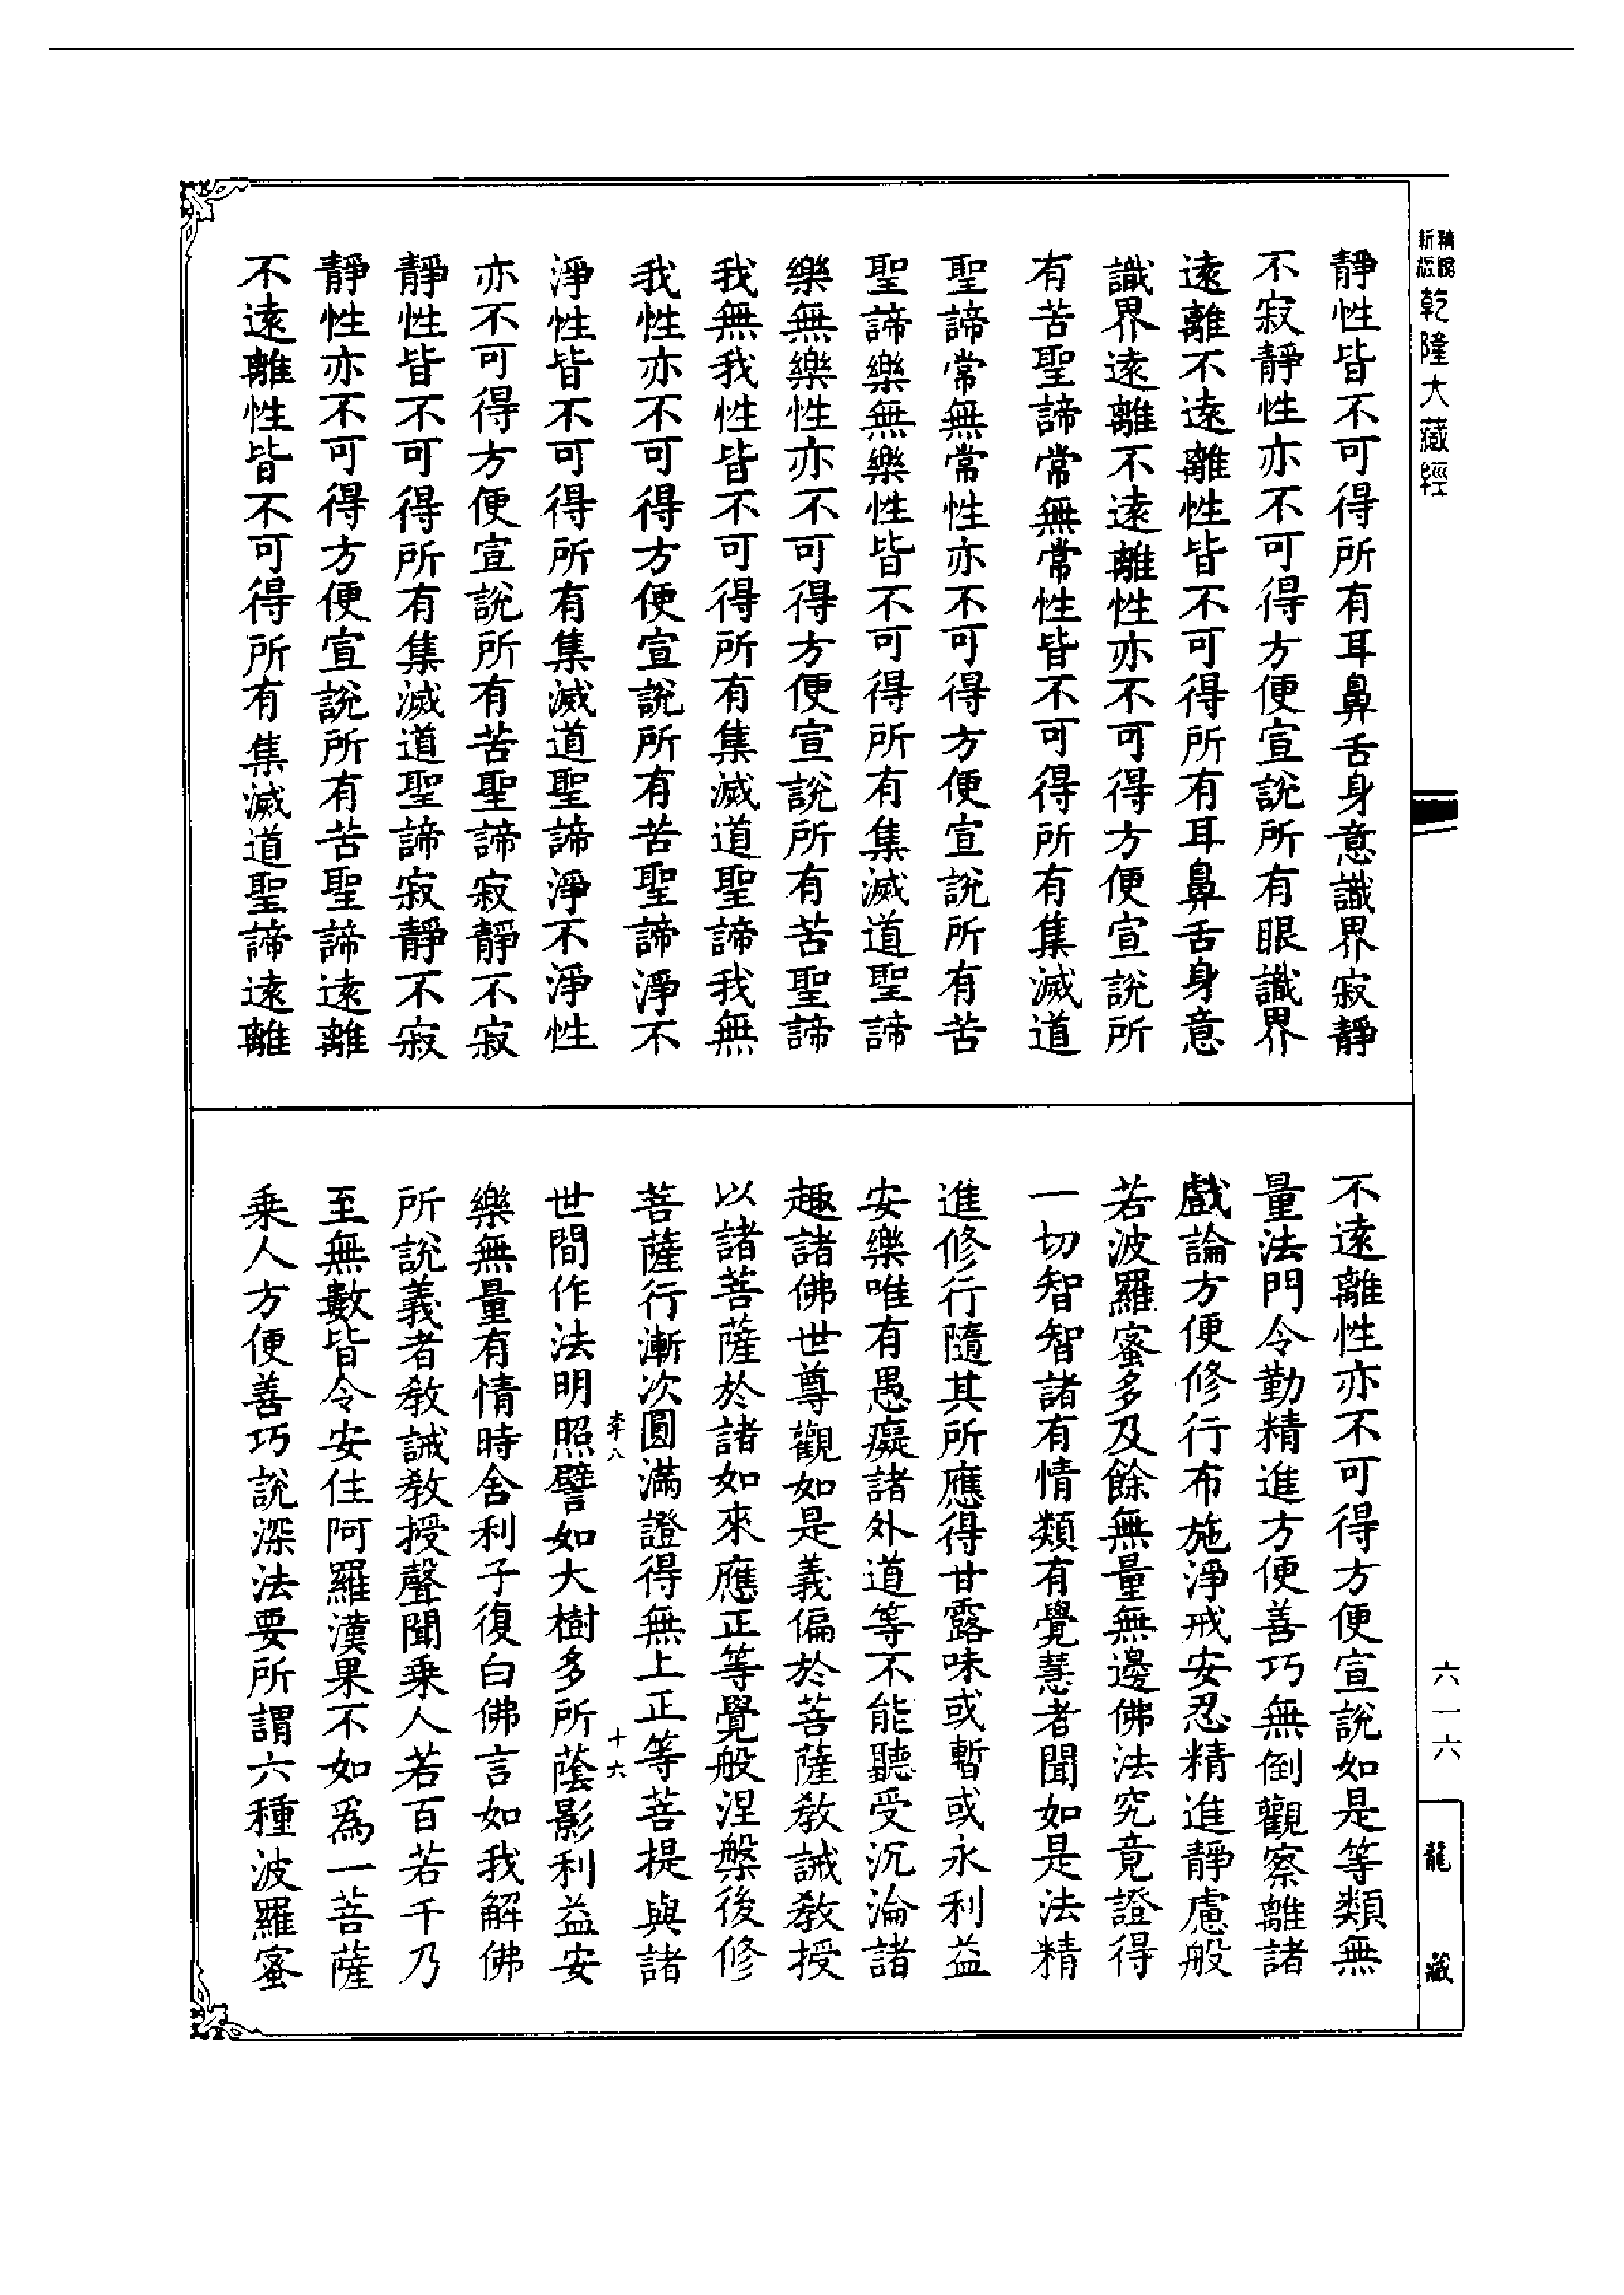 乾隆大藏經
靜性皆不可得所有耳鼻舌身意識界寂靜
不寂靜性亦不可得方便宣說所有眼識界
遠離不遠離性皆不可得所有耳鼻舌身意
識界遠離不遠離性亦不可得方便宣說所
有苦聖諦常無常性皆不可得所有集滅道
聖諦常無常性亦不可得方便宣說所有苦
聖諦樂無樂性皆不可得所有集滅道聖諦
樂無樂性亦不可得方便宣說所有苦聖諦
我無我性皆不可得所有集滅道聖諦我無
我性亦不可得方便宣說所有苦聖諦淨不
淨性皆不可得所有集滅道聖諦淨不淨性
亦不可得方便宣說所有苦聖諦寂靜不寂
靜性皆不可得所有集滅道聖諦寂靜不寂
靜性亦不可得方便宣說所有苦聖諦遠離
不遠離性皆不可得所有集滅道聖諦遠離
不遠離性亦不可得方便宣說如是等類無
量法門令勤精進方便善巧無倒觀察離諸
戲論方便修行布施淨戒安忍精進靜慮般
若波羅蜜多及餘無量無邊佛法究竟證得
一切智智諸有情類有覺慧者聞如是法精
進修行隨其所應得甘露味或暫或永利益
安樂唯有愚癡諸外道等不能聽受沉淪諸
趣諸佛世尊觀如是義偏於菩薩教誡教授
以諸菩薩於諸如來應正等覺般涅槃後修
菩薩行漸次圓滿證得無上正等菩提與諸
李八 十六
世間作法明照譬如大樹多所蔭影利益安
樂無量有情時舍利子復白佛言如我解佛
所說義者教誡教授聲聞乘人若百若千乃
至無數皆令安住阿羅漢果不如為一菩薩
乘人方便善巧說深法要所謂六種波羅蜜
六一六
龍藏